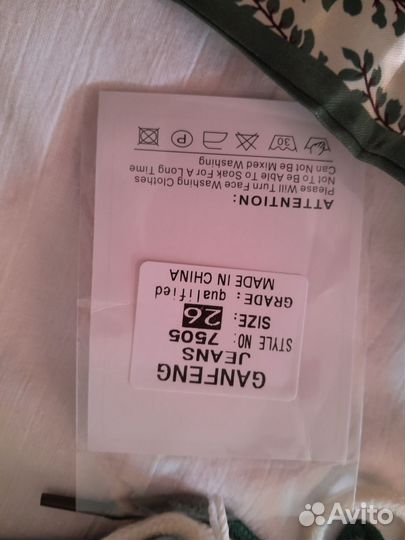 GANFENG
JEANS
STYLE NO: 7505
SIZE: 26
GRADE: qualified
MADE IN CHINA
ATTENTION:
Please Will Turn Face Washing Clothes
Not To Be Able To Soak For A Long Time
Can Not Be Mixed Washing
30
P
Avito